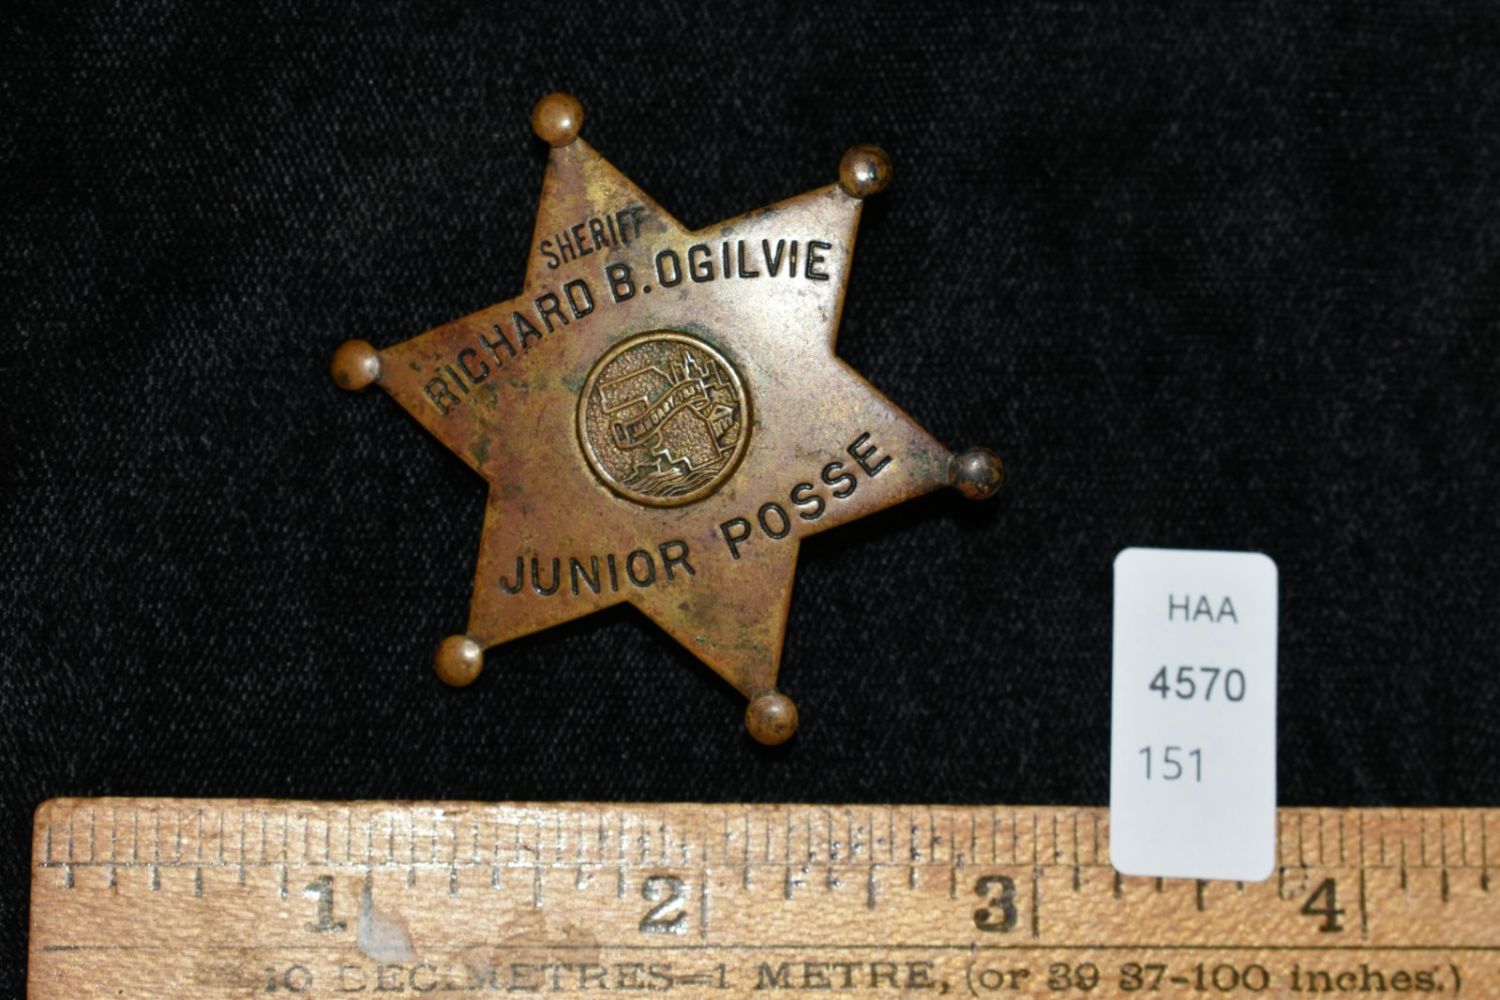 SHERIFF
RICHARD B. OGILVIE
JUNIOR POSSE
HAA
4570
151
1 2 3 4
10 DECIMETRES=1 METRE, (or 39 37-100 inches.)